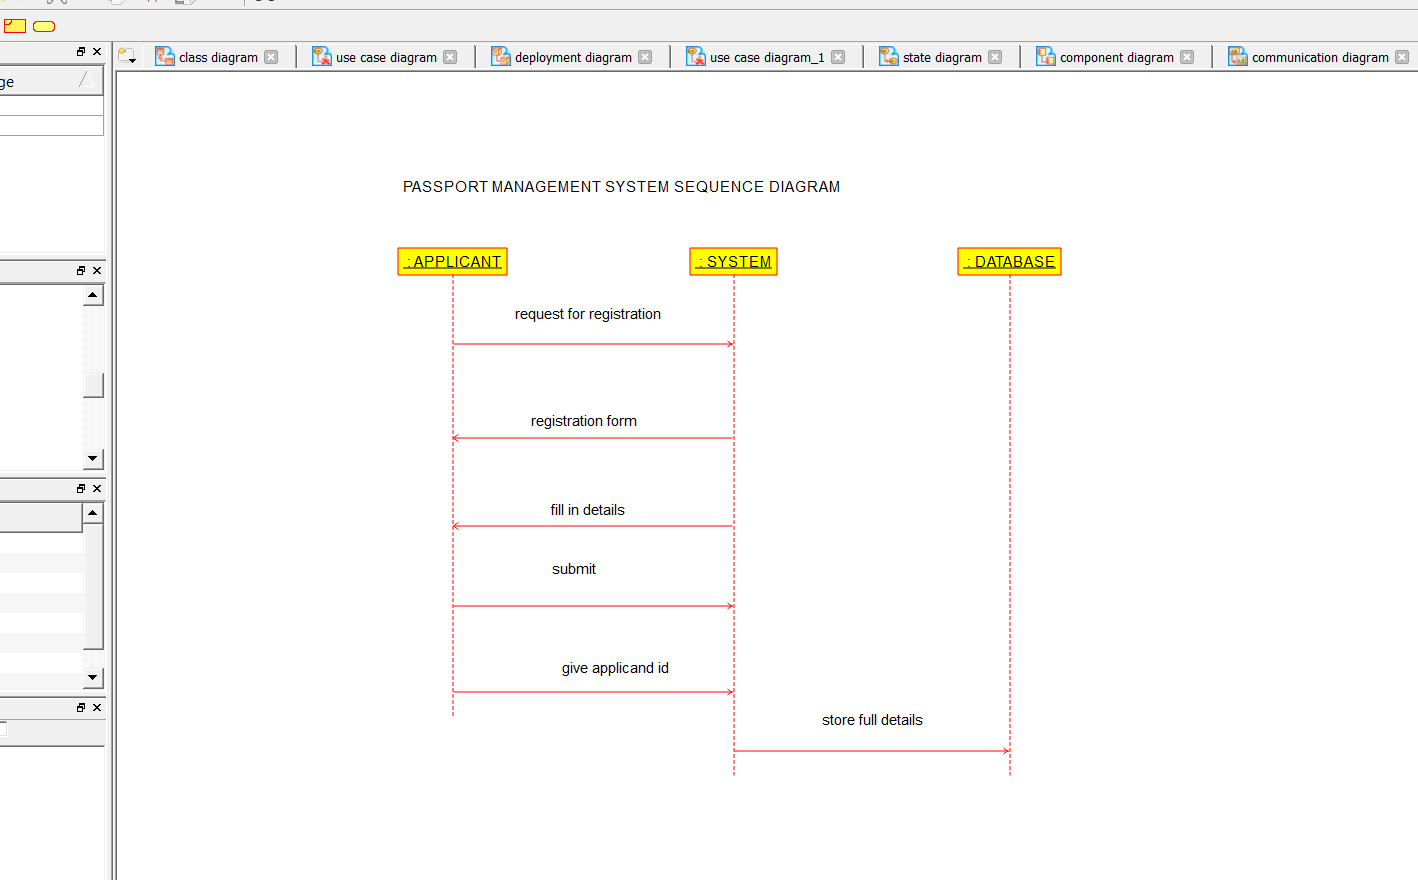 ge
class diagram
use case diagram
deployment diagram
use case diagram_1
state diagram
component diagram
communication diagram
PASSPORT MANAGEMENT SYSTEM SEQUENCE DIAGRAM
: APPLICANT
: SYSTEM
: DATABASE
request for registration
registration form
fill in details
submit
give applicand id
store full details